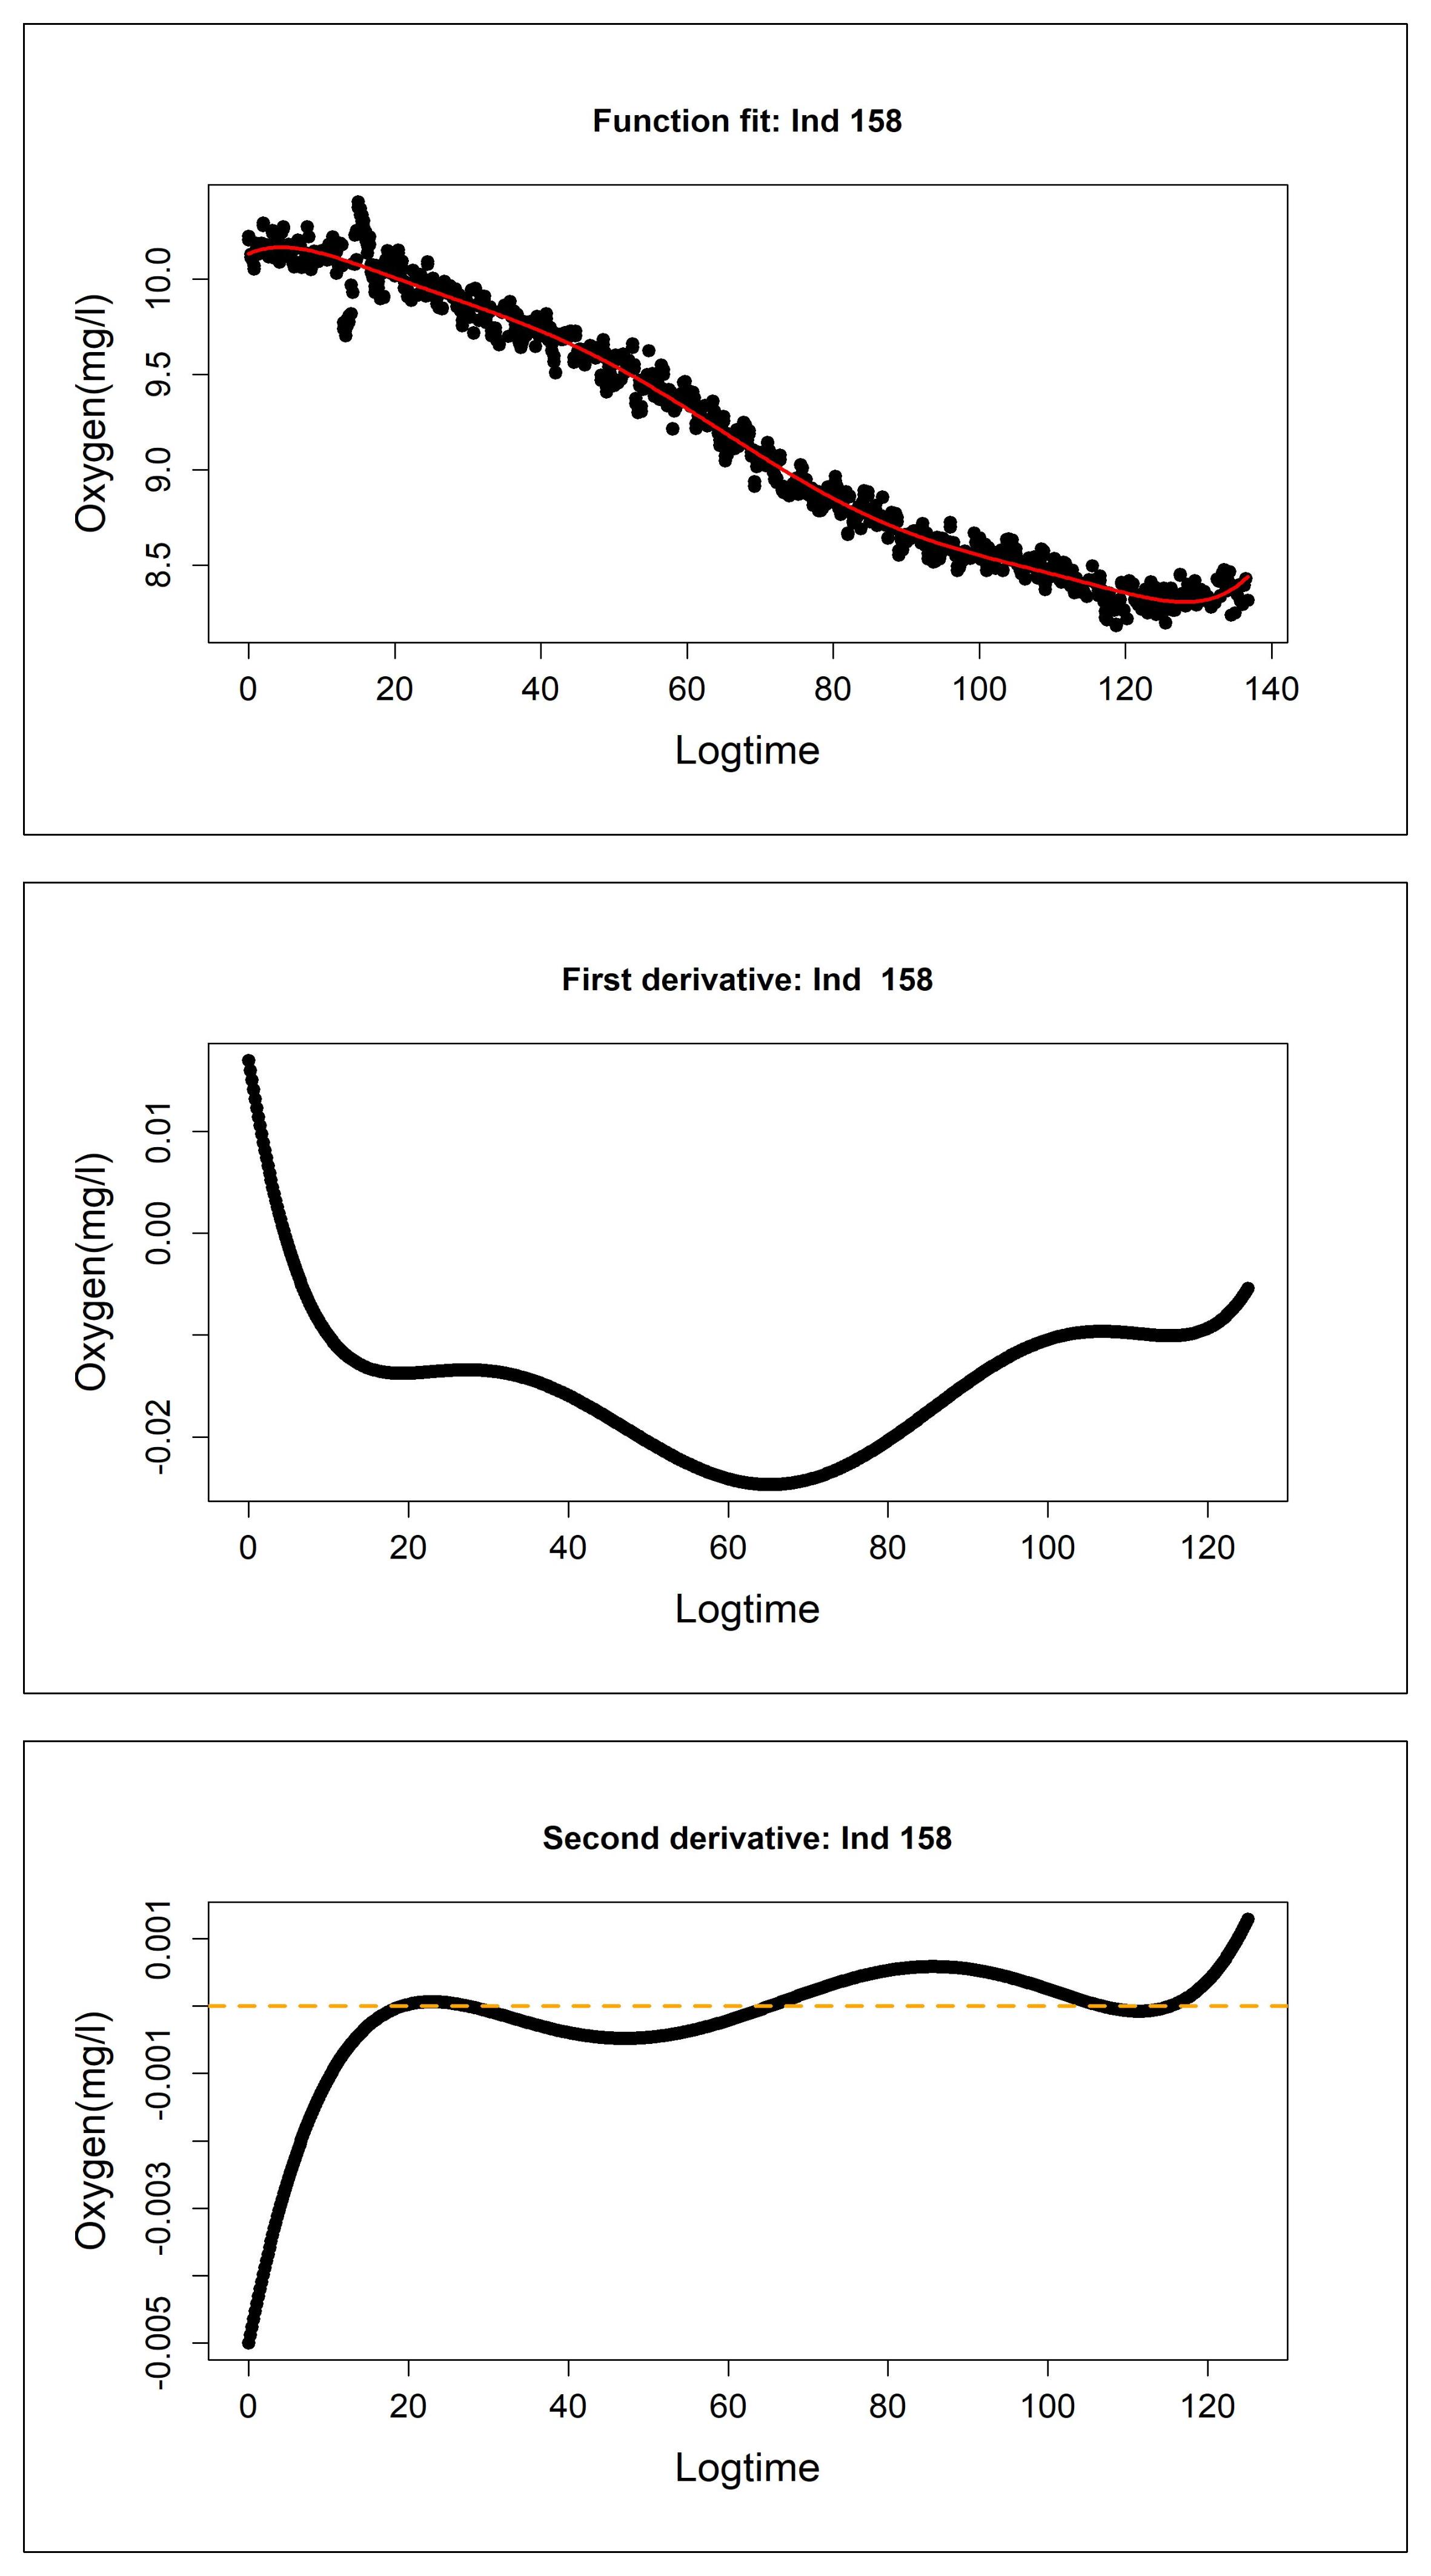 Function fit: Ind 158
Oxygen(mg/l)
10.0
9.5
9.0
8.5
0 20 40 60 80 100 120 140
Logtime
First derivative: Ind  158
Oxygen(mg/l)
0.01
0.00
-0.02
0 20 40 60 80 100 120
Logtime
Second derivative: Ind 158
Oxygen(mg/l)
0.001
-0.001
-0.003
-0.005
0 20 40 60 80 100 120
Logtime